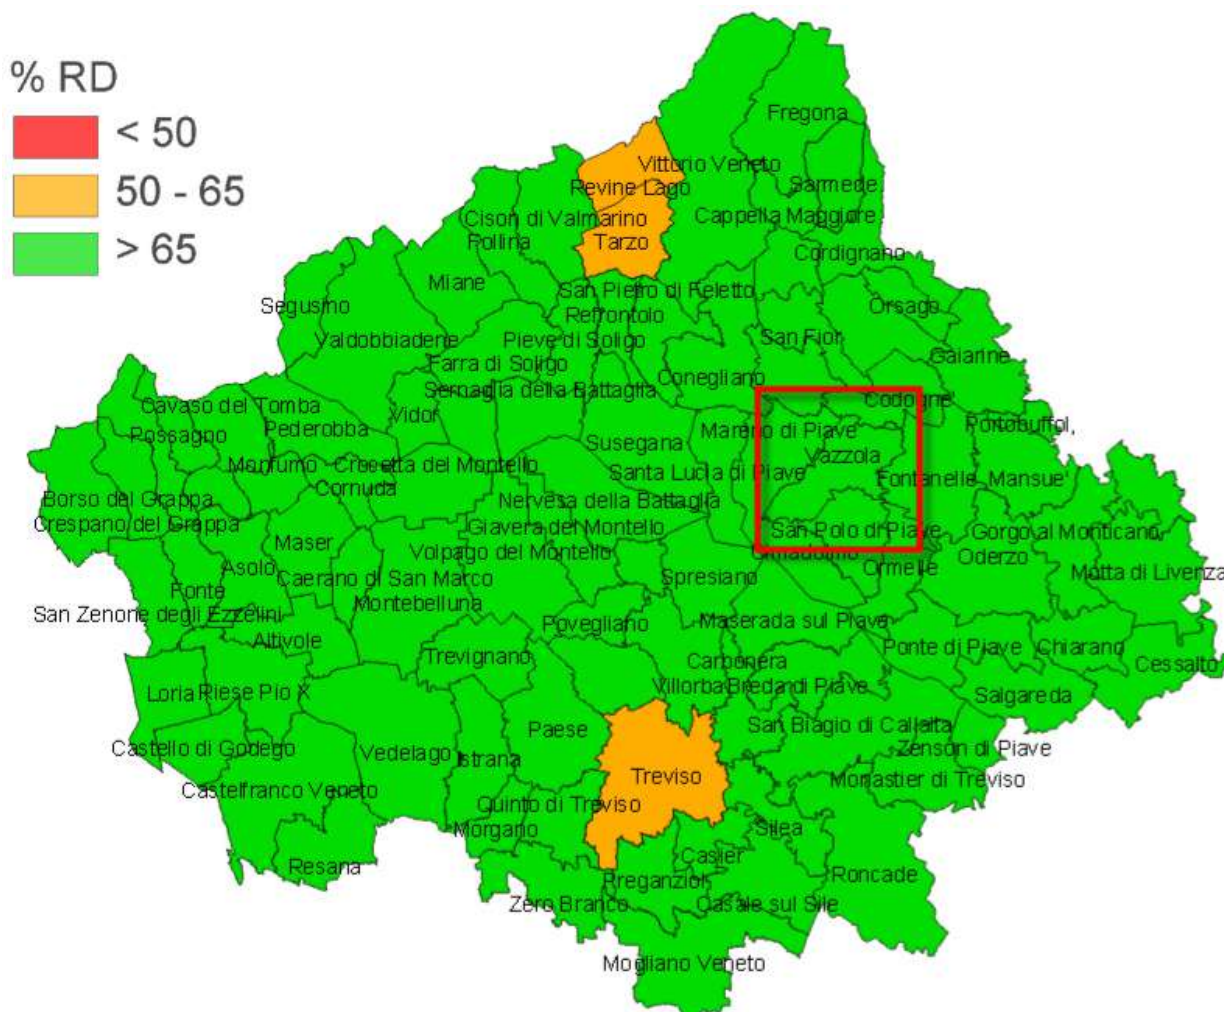 % RD
< 50
50 - 65
> 65
Fregona
Vittorio Veneto
Revine Lago
Sarmede
Cappella Maggiore
Cison di Valmarino
Follina
Tarzo
Cordignano
Miane
San Pietro di Feletto
Orsago
Segusino
Refrontolo
Valdobbiadene
Pieve di Soligo
San Fior
Gaiarine
Farra di Soligo
Conegliano
Sernaglia della Battaglia
Codogne'
Cavaso del Tomba
Vidor
Possagno
Pederobba
Mareno di Piave
Portobuffol,
Susegana
Vazzola
Monfumo
Crocetta del Montello
Santa Lucia di Piave
Fontanelle
Mansue'
Cornuda
Borso del Grappa
Nervesa della Battaglia
Crespano del Grappa
Giavera del Montello
San Polo di Piave
Gorgo al Monticano
Maser
Volpago del Montello
Cimadolmo
Oderzo
Asolo
Caerano di San Marco
Spresiano
Ormelle
Motta di Livenza
Fonte
Montebelluna
San Zenone degli Ezzelini
Povegliano
Maserada sul Piave
Altivole
Trevignano
Carbonera
Ponte di Piave
Chiarano
Cessalto
Loria
Riese Pio X
Villorba
Breda di Piave
Salgareda
Paese
San Biagio di Callalta
Castello di Godego
Vedelago
Istrana
Zenson di Piave
Treviso
Monastier di Treviso
Castelfranco Veneto
Quinto di Treviso
Morgano
Silea
Resana
Casier
Preganziol
Roncade
Zero Branco
Casale sul Sile
Mogliano Veneto